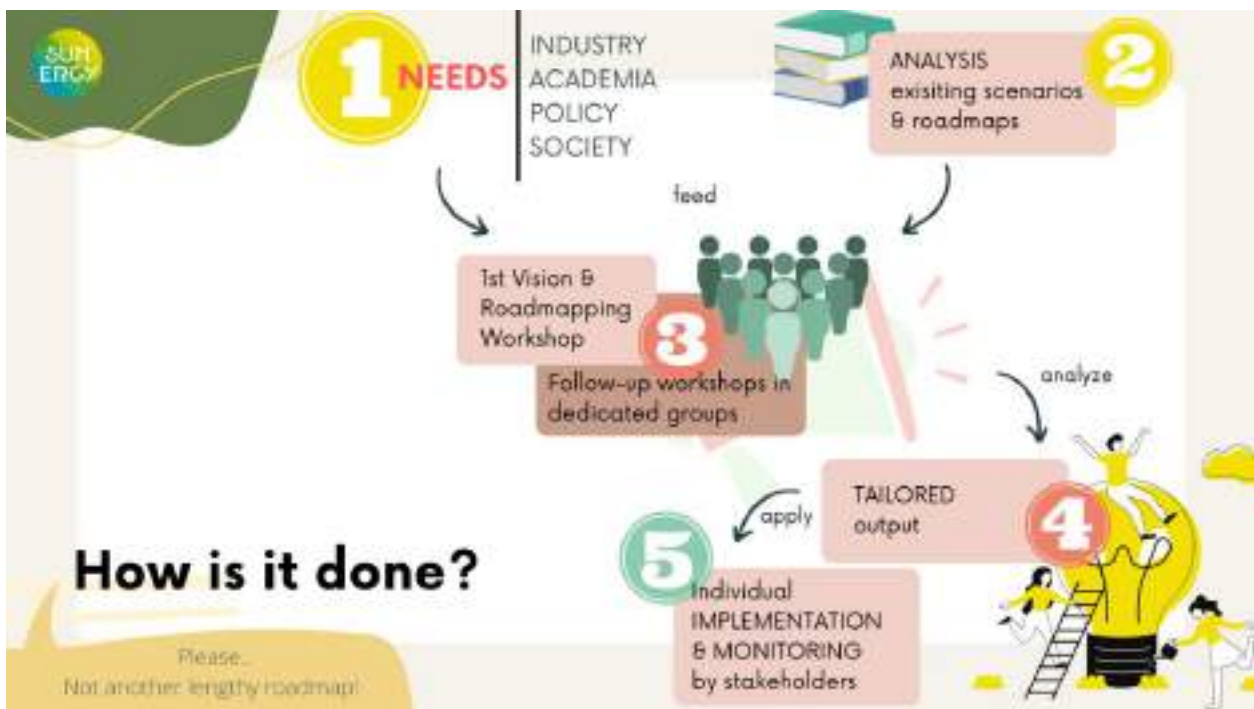 SUN
ERGY
1
NEEDS
INDUSTRY
ACADEMIA
POLICY
SOCIETY
ANALYSIS
exisiting scenarios
& roadmaps
2
feed
1st Vision &
Roadmapping
Workshop
3
Follow-up workshops in
dedicated groups
analyze
TAILORED
output
4
apply
5
Individual
IMPLEMENTATION
& MONITORING
by stakeholders
How is it done?
Please...
Not another lengthy roadmap!